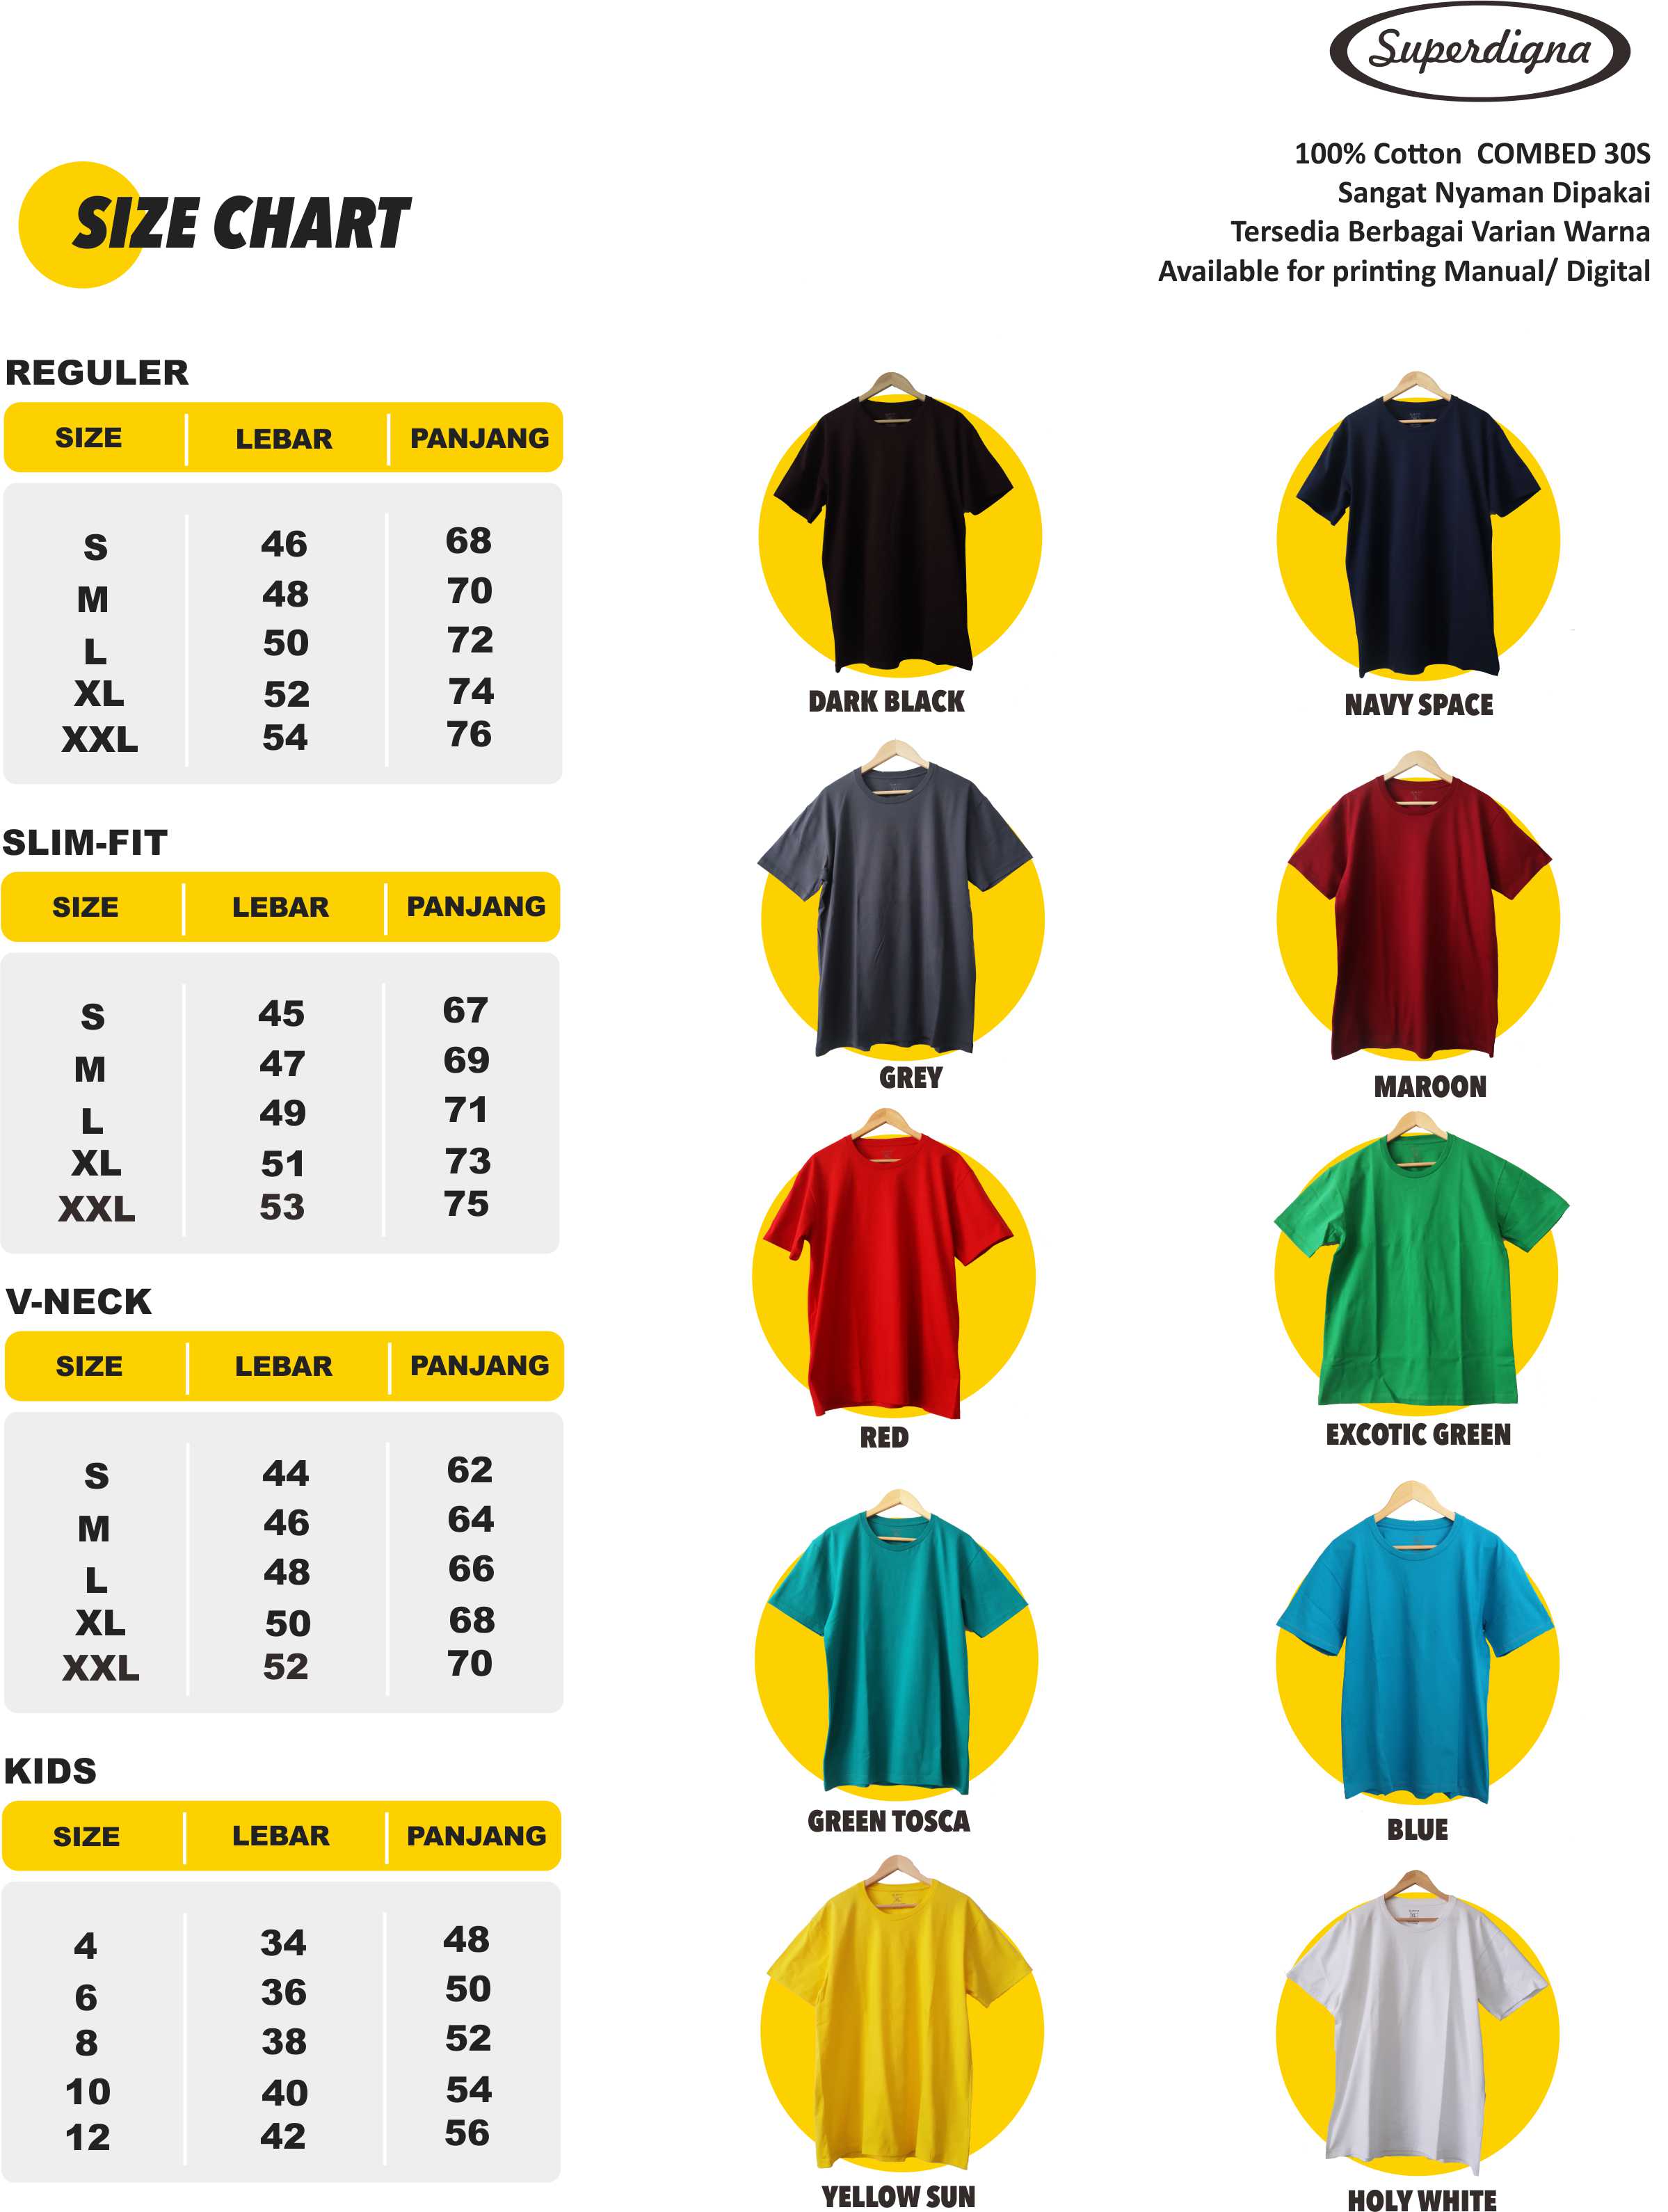 Superdigna
100% Cotton  COMBED 30S
Sangat Nyaman Dipakai
Tersedia Berbagai Varian Warna
Available for printing Manual/ Digital
SIZE CHART
REGULER
SIZE LEBAR PANJANG
S 46 68
M 48 70
L 50 72
XL 52 74
XXL 54 76
SLIM-FIT
SIZE LEBAR PANJANG
S 45 67
M 47 69
L 49 71
XL 51 73
XXL 53 75
V-NECK
SIZE LEBAR PANJANG
S 44 62
M 46 64
L 48 66
XL 50 68
XXL 52 70
KIDS
SIZE LEBAR PANJANG
4 34 48
6 36 50
8 38 52
10 40 54
12 42 56
DARK BLACK
NAVY SPACE
GREY
MAROON
RED
EXCOTIC GREEN
GREEN TOSCA
BLUE
YELLOW SUN
HOLY WHITE